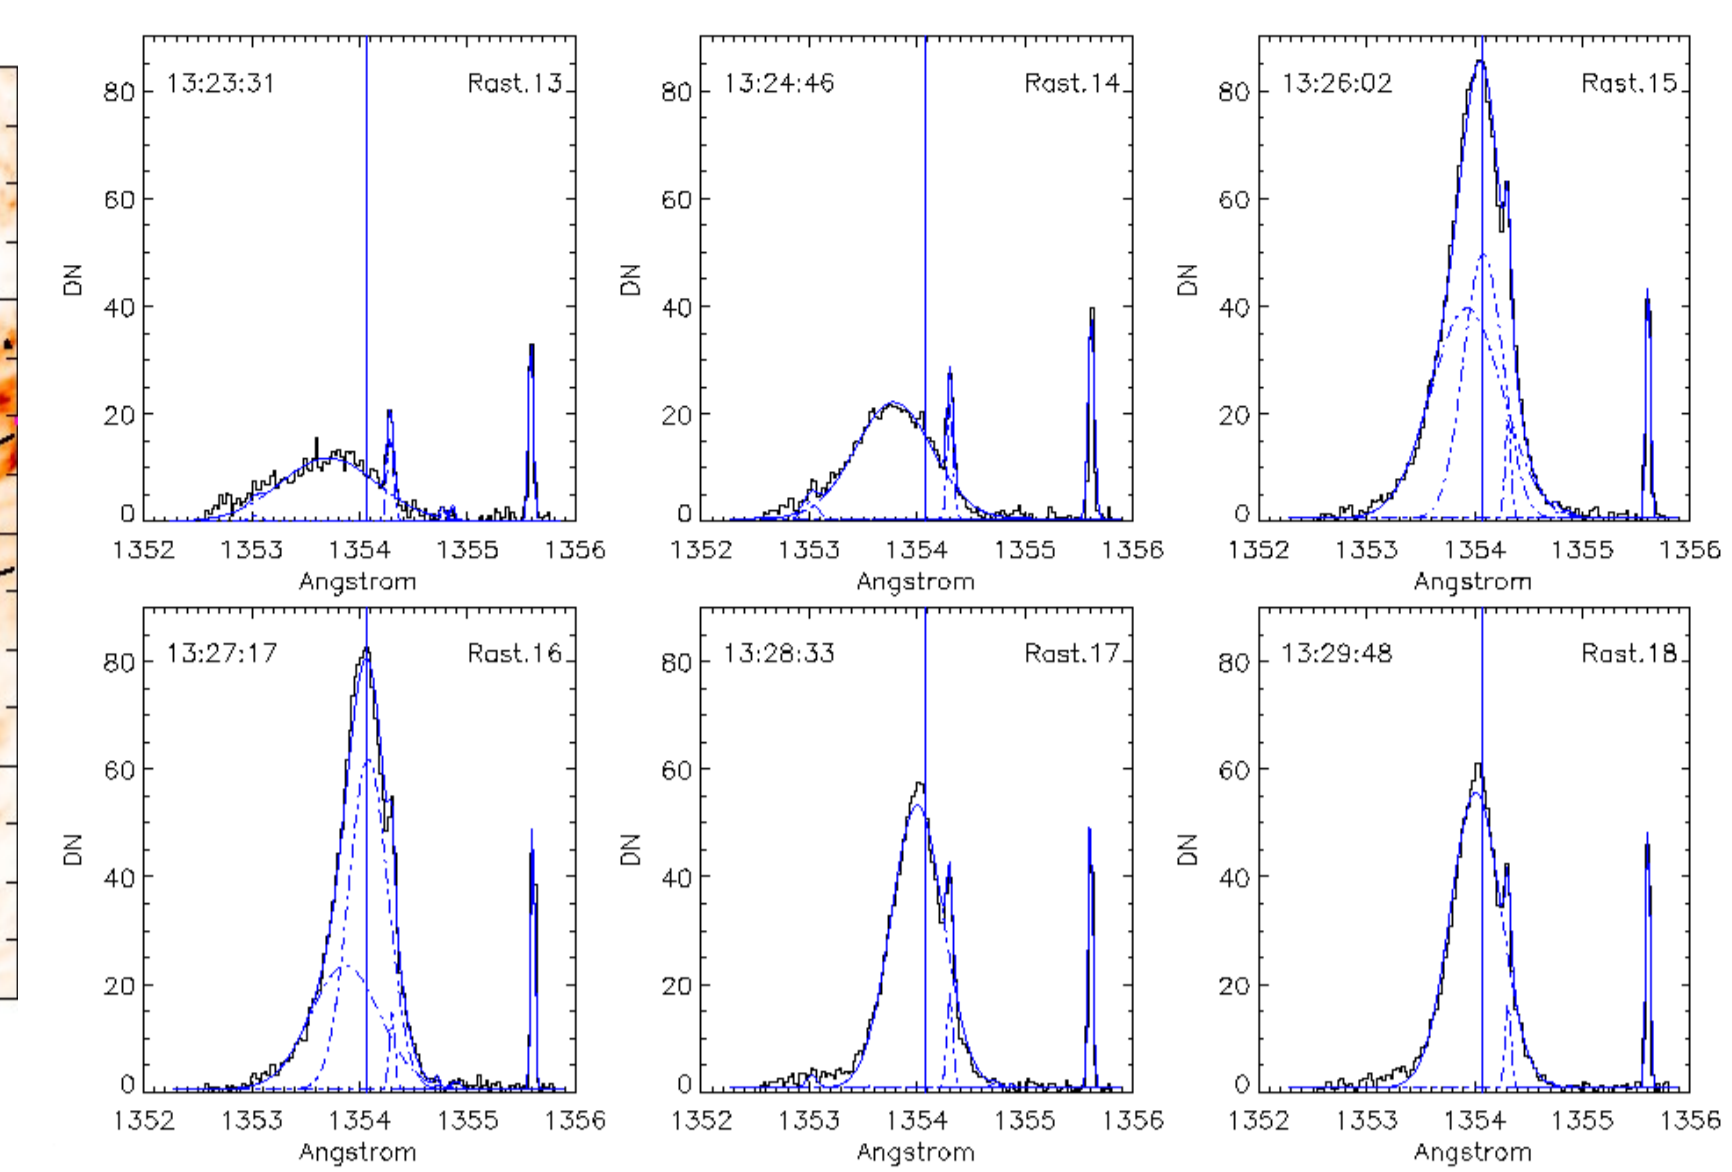 13:23:31 Rast.13
80
60
40
20
0
DN
1352 1353 1354 1355 1356
Angstrom
13:24:46 Rast.14
80
60
40
20
0
DN
1352 1353 1354 1355 1356
Angstrom
13:26:02 Rast.15
80
60
40
20
0
DN
1352 1353 1354 1355 1356
Angstrom
13:27:17 Rast.16
80
60
40
20
0
DN
1352 1353 1354 1355 1356
Angstrom
13:28:33 Rast.17
80
60
40
20
0
DN
1352 1353 1354 1355 1356
Angstrom
13:29:48 Rast.18
80
60
40
20
0
DN
1352 1353 1354 1355 1356
Angstrom